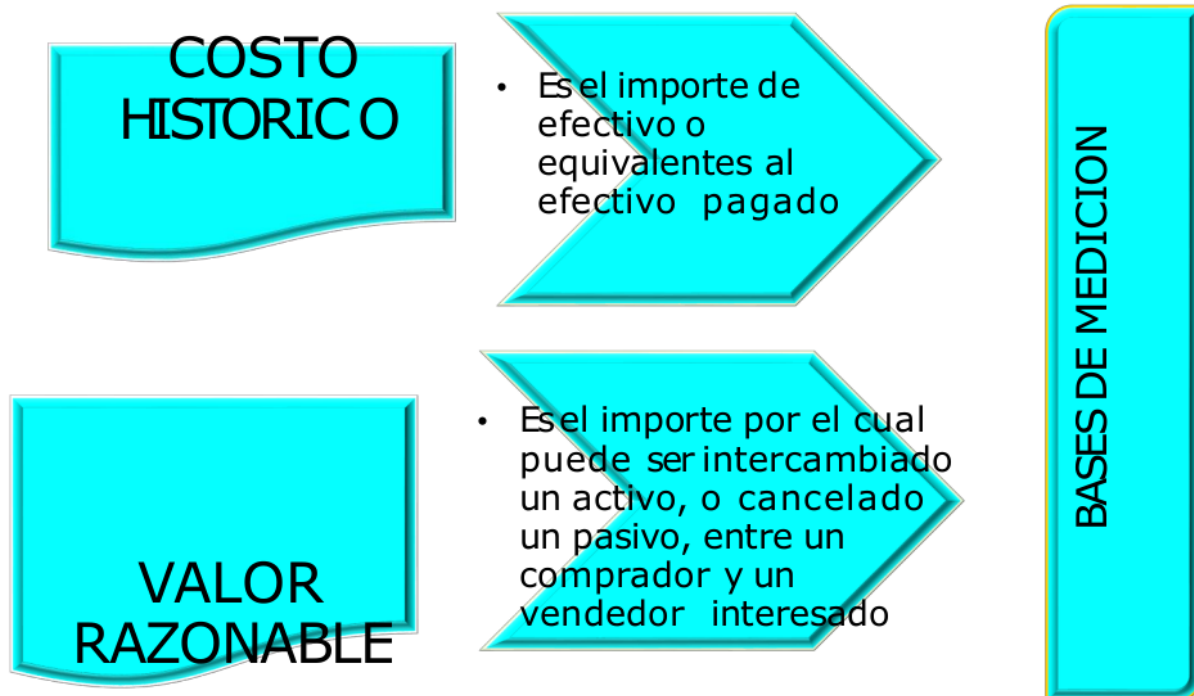 COSTO
HISTORICO
• Es el importe de
efectivo o
equivalentes al
efectivo pagado
VALOR
RAZONABLE
• Es el importe por el cual
puede ser intercambiado
un activo, o cancelado
un pasivo, entre un
comprador y un
vendedor interesado
BASES DE MEDICION